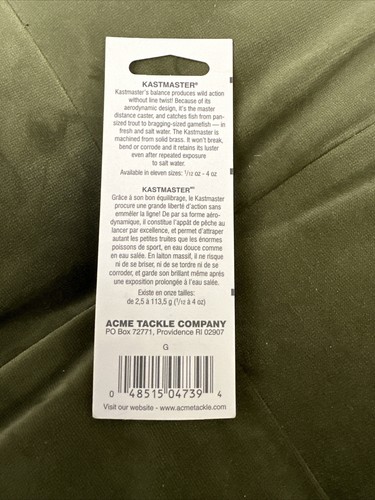 KASTMASTER®
Kastmaster's balance produces wild action
without line twist! Because of its
aerodynamic design, it's the master
distance caster, and catches fish from pan-
sized trout to bragging-sized gamefish — in
fresh and salt water. The Kastmaster is
machined from solid brass. It won't break,
bend or corrode and it retains its luster
even after repeated exposure
to salt water.
Available in eleven sizes: 1/12 oz - 4 oz
KASTMASTER
Grâce à son bon équilibrage, le Kastmaster
procure une grande liberté d'action sans
emmêler la ligne! De par sa forme aéro-
dynamique, il constitue l'appât de pêche au
lancer par excellence, et permet d'attraper
autant les petites truites que les énormes
poissons de sport, en eau douce comme
en eau salée. En laiton massif, il ne risque
ni de se briser, ni de se tordre ni de se
corroder, et garde son brillant même après
une exposition prolongée à l'eau salée.
Existe en onze tailles:
de 2,5 à 113,5 g (1/12 à 4 oz)
ACME TACKLE COMPANY
PO Box 72771, Providence RI 02907
G
0 48515 04739 4
Visit our website - www.acmetackle.com